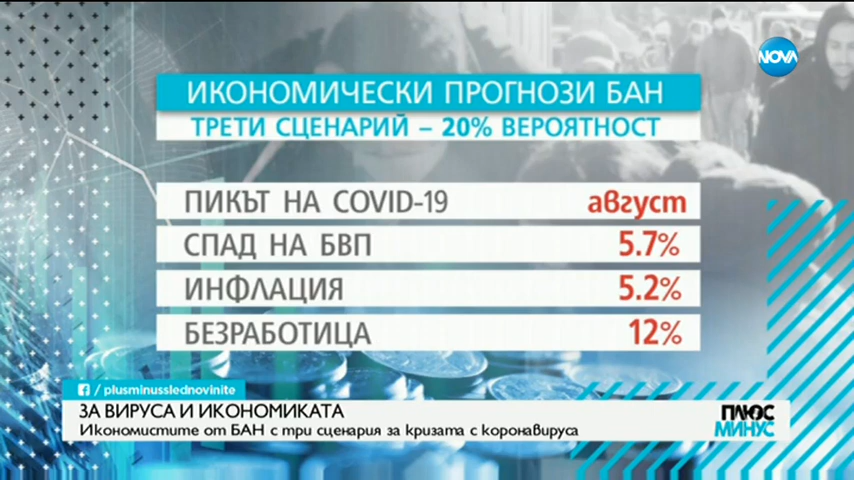 NOVA
ИКОНОМИЧЕСКИ ПРОГНОЗИ БАН
ТРЕТИ СЦЕНАРИЙ – 20% ВЕРОЯТНОСТ
ПИКЪТ НА COVID-19 август
СПАД НА БВП 5.7%
ИНФЛАЦИЯ 5.2%
БЕЗРАБОТИЦА 12%
f / plusminusslednovinite
ЗА ВИРУСА И ИКОНОМИКАТА
Икономистите от БАН с три сценария за кризата с коронавируса
ПЛЮС
МИНУС